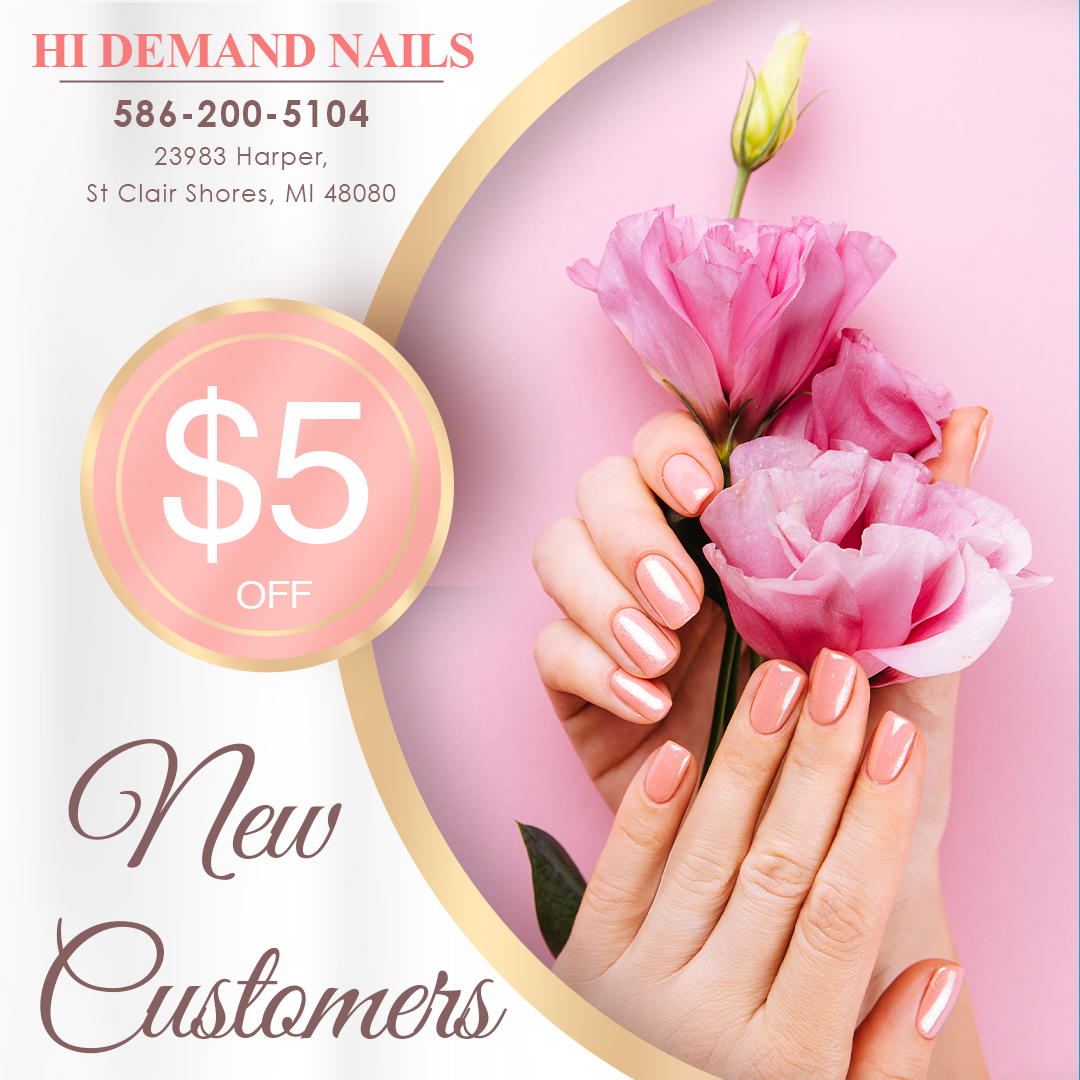 HI DEMAND NAILS
586-200-5104
23983 Harper,
St Clair Shores, MI 48080
$5
OFF
New
Customers